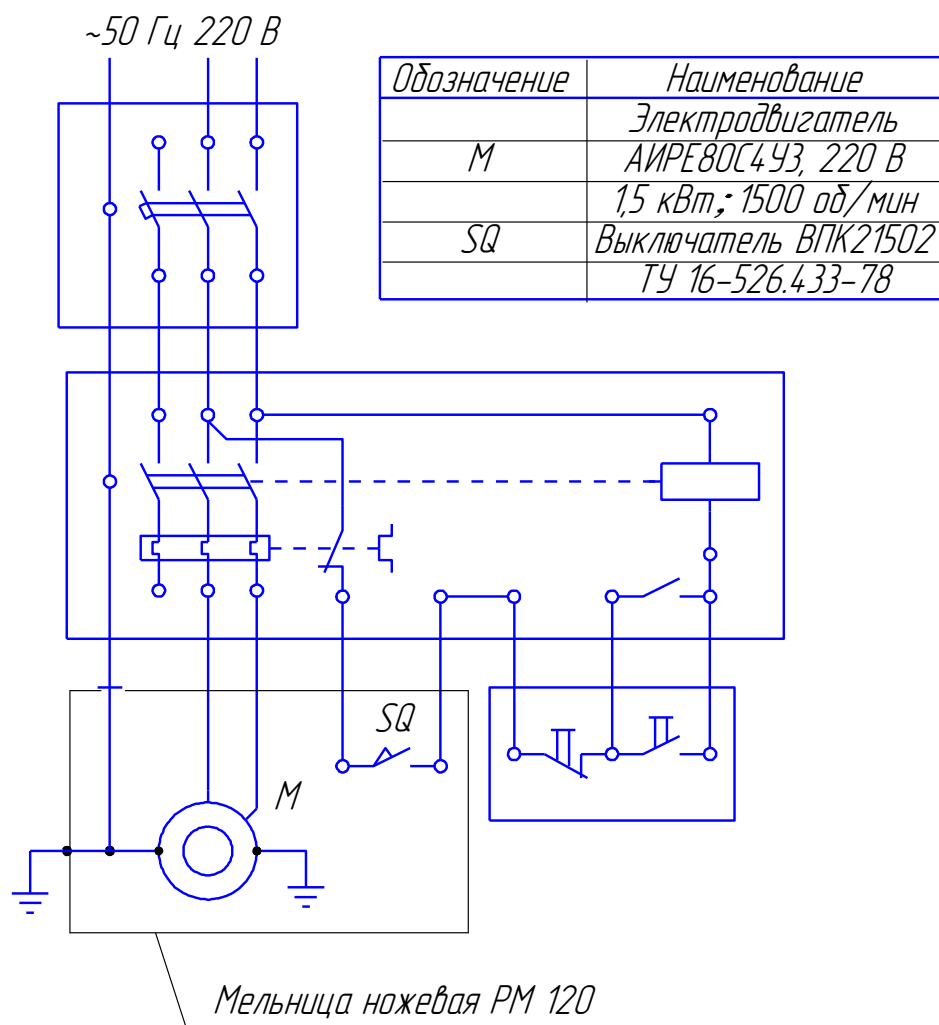 ~50 Гц 220 В
Обозначение Наименование
Электродвигатель
М АИРЕ80С4У3, 220 В
1,5 кВт,; 1500 об/мин
SQ Выключатель ВПК21502
ТУ 16-526.433-78
SQ
М
Мельница ножевая РМ 120